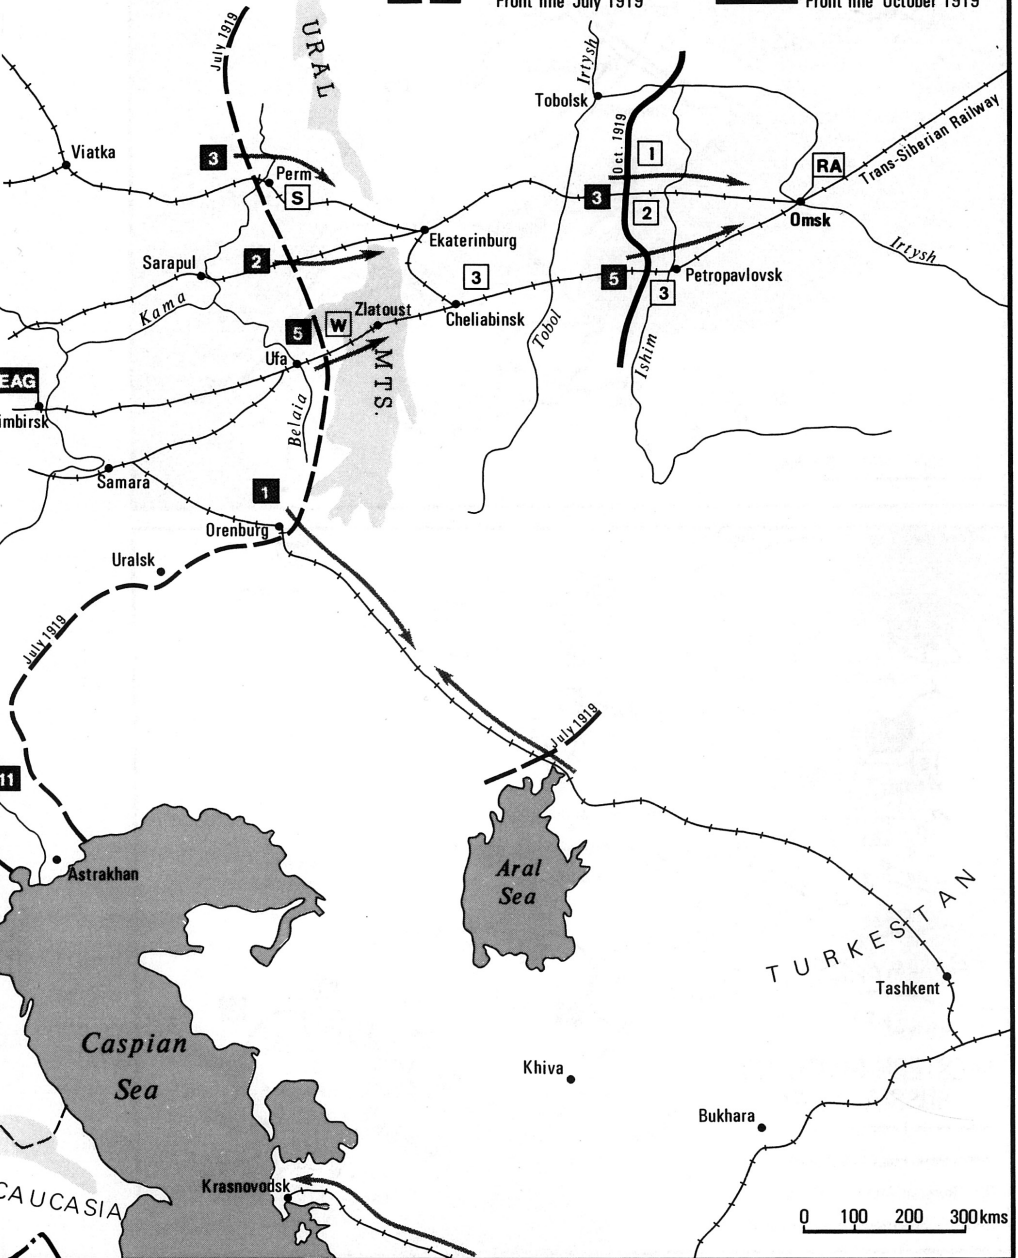 Front line July 1919
Front line October 1919
July 1919
URAL
Irtysh
Tobolsk
Oct. 1919
Trans-Siberian Railway
Viatka
3
Perm
S
1
RA
3
2
Omsk
Ekaterinburg
Irtysh
Sarapul
2
3
5
Petropavlovsk
3
Kama
Zlatoust
W
Cheliabinsk
5
Tobol
Ufa
Ishim
MTS.
EAG
imbirsk
Belaia
Samara
1
Orenburg
Uralsk
July 1919
July 1919
11
Astrakhan
Aral
Sea
TURKESTAN
Tashkent
Caspian
Sea
Khiva
Bukhara
Krasnovodsk
CAUCASIA
0 100 200 300kms